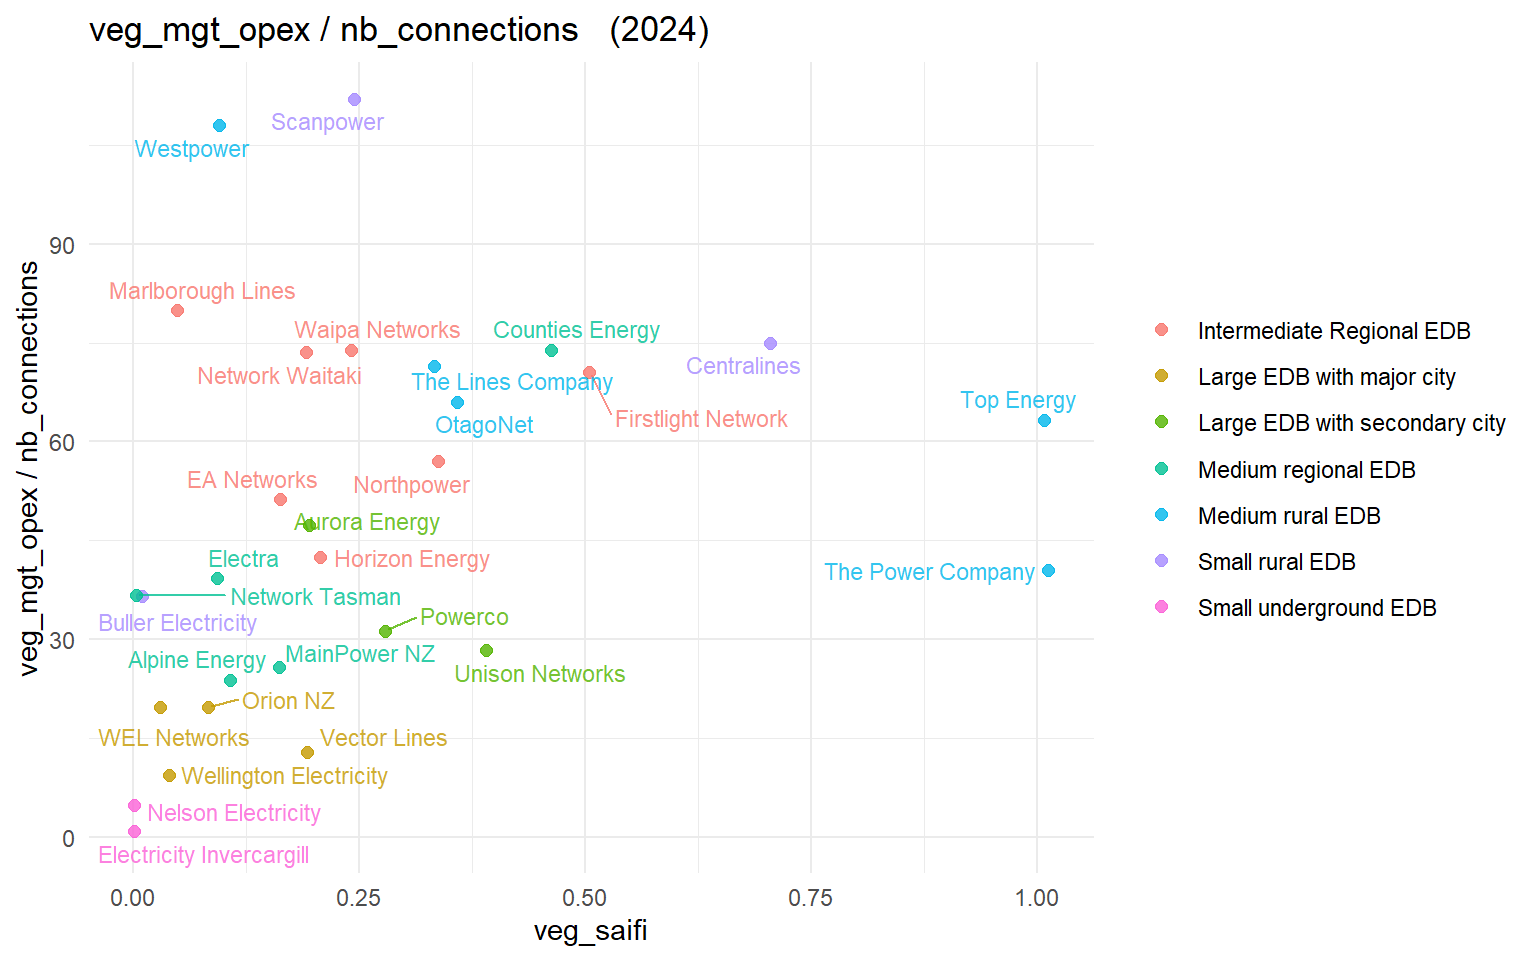 veg_mgt_opex / nb_connections (2024)
Scanpower
Westpower
90
Marlborough Lines
Waipa Networks
Counties Energy
Network Waitaki
Centralines
The Lines Company
Top Energy
Firstlight Network
OtagoNet
60
EA Networks
Northpower
Aurora Energy
Electra
Horizon Energy
The Power Company
Network Tasman
Buller Electricity
Powerco
30
Alpine Energy
MainPower NZ
Unison Networks
Orion NZ
WEL Networks
Vector Lines
Wellington Electricity
Nelson Electricity
0
Electricity Invercargill
0.00
0.25
0.50
0.75
1.00
veg_saifi
veg_mgt_opex / nb_connections
Intermediate Regional EDB
Large EDB with major city
Large EDB with secondary city
Medium regional EDB
Medium rural EDB
Small rural EDB
Small underground EDB